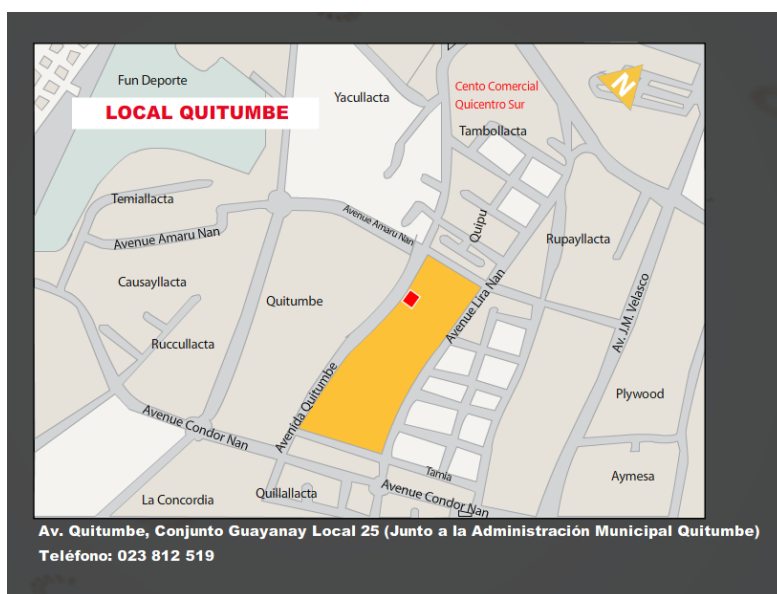 Fun Deporte
Yacullacta
Cento Comercial
Quicentro Sur
N
LOCAL QUITUMBE
Tambollacta
Temiallacta
Avenue Amaru Nan
Avenue Amaru Nan
Quipu
Rupayllacta
Causayllacta
Quitumbe
Avenue Lira Nan
Av. J.M. Velasco
Ruccullacta
Avenida Quitumbe
Plywood
Avenue Condor Nan
Tamia
Aymesa
La Concordia
Quillallacta
Avenue Condor Nan
Av. Quitumbe, Conjunto Guayanay Local 25 (Junto a la Administración Municipal Quitumbe)
Teléfono: 023 812 519